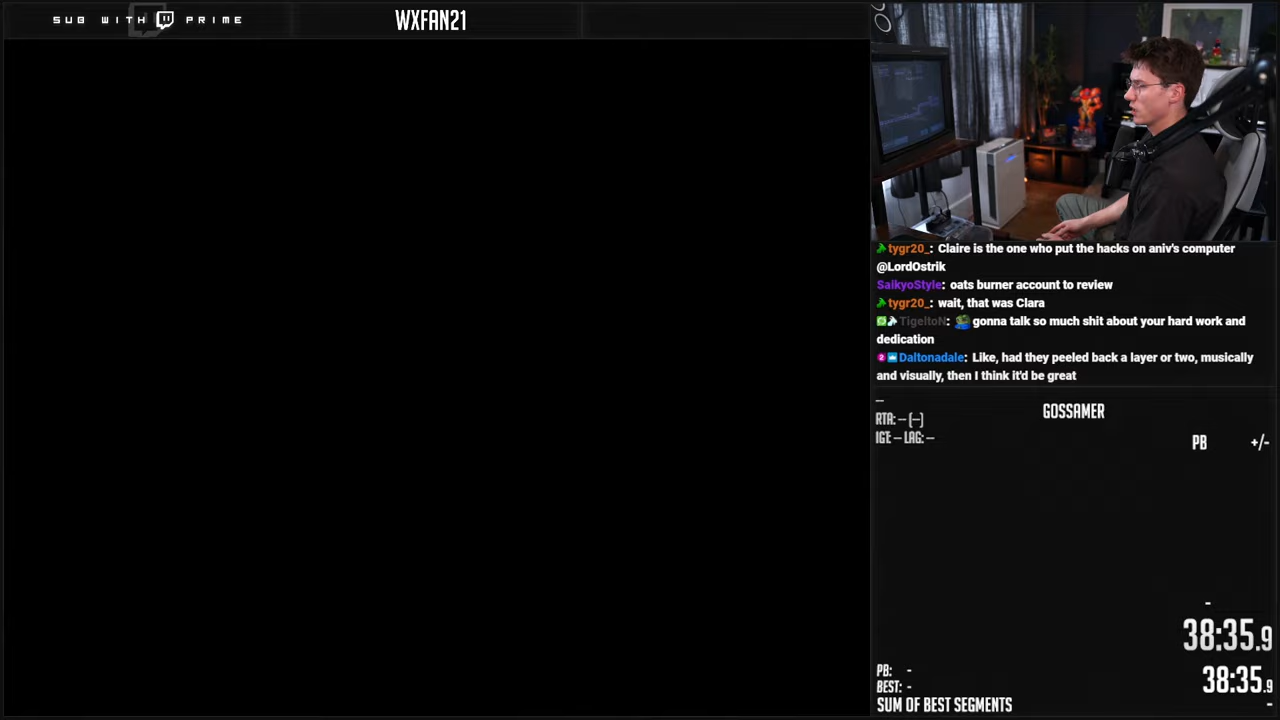 SUB WITH PRIME
WXFAN21
tygr20_: Claire is the one who put the hacks on aniv's computer
@LordOstrik
SaikyoStyle: oats burner account to review
tygr20_: wait, that was Clara
TigeltoN: gonna talk so much shit about your hard work and
dedication
Daltonadale: Like, had they peeled back a layer or two, musically
and visually, then I think it'd be great
—
RTA: — (—)
IGT: — LAG: —
GOSSAMER
PB +/-
-
38:35.9
PB: -
38:35.9
BEST: -
SUM OF BEST SEGMENTS -